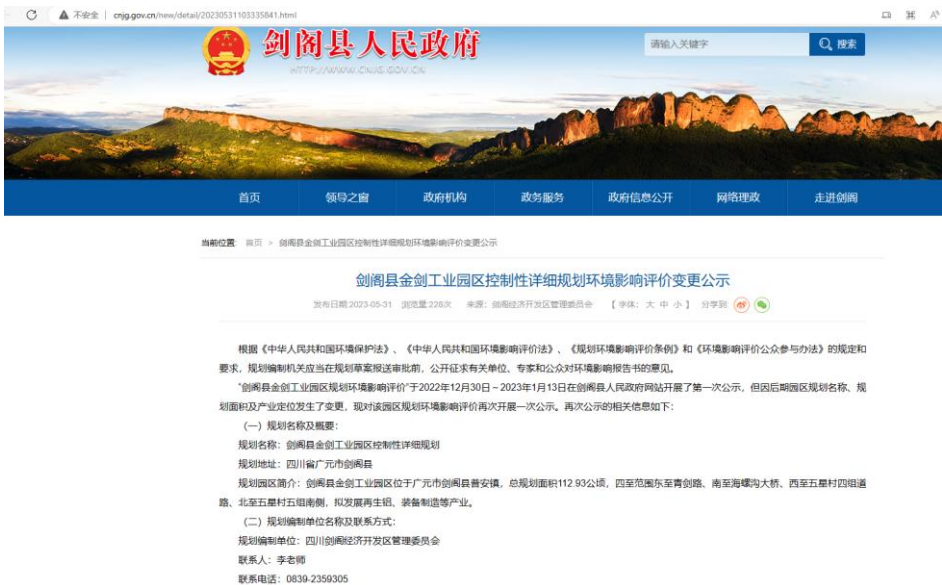 不安全 | cnjg.gov.cn/new/detail/20230531103335841.html
剑阁县人民政府
HTTP://WWW.CNJG.GOV.CN
请输入关键字
搜索
首页 领导之窗 政府机构 政务服务 政府信息公开 网络理政 走进剑阁
当前位置: 首页 > 剑阁县金剑工业园区控制性详细规划环境影响评价变更公示
剑阁县金剑工业园区控制性详细规划环境影响评价变更公示
发布日期:2023-05-31 浏览量:228次 来源: 剑阁经济开发区管理委员会 【 字体: 大 中 小 】 分享到
根据《中华人民共和国环境保护法》、《中华人民共和国环境影响评价法》、《规划环境影响评价条例》和《环境影响评价公众参与办法》的规定和
要求，规划编制机关应当在规划草案报送审批前，公开征求有关单位、专家和公众对环境影响报告书的意见。
“剑阁县金剑工业园区规划环境影响评价”于2022年12月30日～2023年1月13日在剑阁县人民政府网站开展了第一次公示，但因后期园区规划名称、规
划面积及产业定位发生了变更，现对该园区规划环境影响评价再次开展一次公示。再次公示的相关信息如下：
（一）规划名称及概要：
规划名称：剑阁县金剑工业园区控制性详细规划
规划地址：四川省广元市剑阁县
规划园区简介：剑阁县金剑工业园区位于广元市剑阁县普安镇，总规划面积112.93公顷，四至范围东至青剑路、南至海螺沟大桥、西至五星村四组道
路、北至五星村五组南侧，拟发展再生铝、装备制造等产业。
（二）规划编制单位名称及联系方式：
规划编制单位：四川剑阁经济开发区管理委员会
联系人：李老师
联系电话：0839-2359305